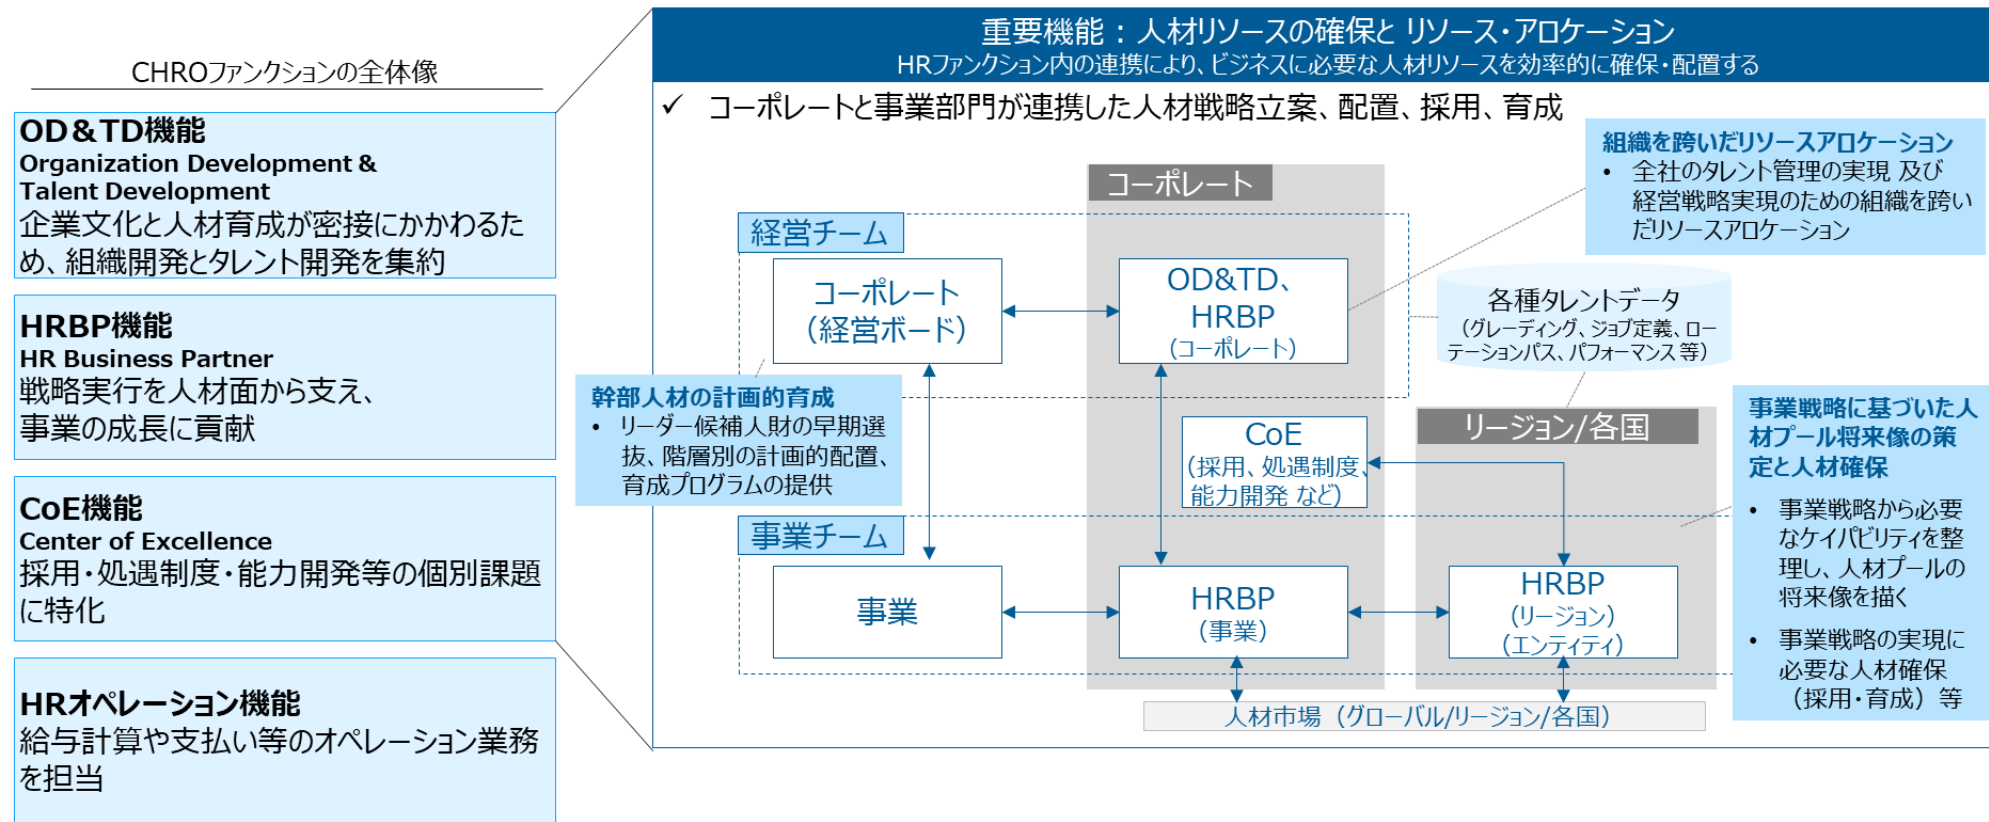 CHROファンクションの全体像
OD&TD機能
Organization Development &
Talent Development
企業文化と人材育成が密接にかかわるた
め、組織開発とタレント開発を集約
HRBP機能
HR Business Partner
戦略実行を人材面から支え、
事業の成長に貢献
CoE機能
Center of Excellence
採用・処遇制度・能力開発等の個別課題
に特化
HRオペレーション機能
給与計算や支払い等のオペレーション業務
を担当
重要機能：人材リソースの確保と リソース・アロケーション
HRファンクション内の連携により、ビジネスに必要な人材リソースを効率的に確保・配置する
✓ コーポレートと事業部門が連携した人材戦略立案、配置、採用、育成
組織を跨いだリソースアロケーション
• 全社のタレント管理の実現 及び
経営戦略実現のための組織を跨い
だリソースアロケーション
コーポレート
経営チーム
コーポレート
（経営ボード）
OD&TD、
HRBP
（コーポレート）
各種タレントデータ
（グレーディング、ジョブ定義、ロー
テーションパス、パフォーマンス 等）
幹部人材の計画的育成
• リーダー候補人財の早期選
抜、階層別の計画的配置、
育成プログラムの提供
CoE
（採用、処遇制度、
能力開発 など）
リージョン/各国
事業戦略に基づいた人
材プール将来像の策
定と人材確保
• 事業戦略から必要
なケイパビリティを整
理し、人材プールの
将来像を描く
• 事業戦略の実現に
必要な人材確保
（採用・育成）等
事業チーム
事業
HRBP
（事業）
HRBP
（リージョン）
（エンティティ）
人材市場（グローバル/リージョン/各国）